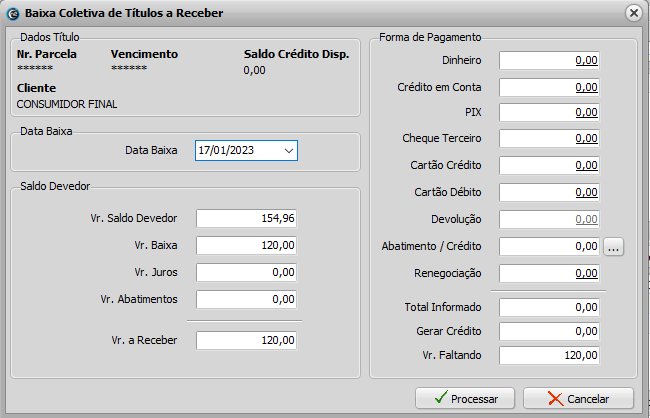 Baixa Coletiva de Títulos a Receber
Dados Título
Nr. Parcela Vencimento Saldo Crédito Disp.
****** ****** 0,00
Cliente
CONSUMIDOR FINAL
Data Baixa
Data Baixa 17/01/2023
Saldo Devedor
Vr. Saldo Devedor 154,96
Vr. Baixa 120,00
Vr. Juros 0,00
Vr. Abatimentos 0,00
Vr. a Receber 120,00
Forma de Pagamento
Dinheiro 0,00
Crédito em Conta 0,00
PIX 0,00
Cheque Terceiro 0,00
Cartão Crédito 0,00
Cartão Débito 0,00
Devolução 0,00
Abatimento / Crédito 0,00 ...
Renegociação 0,00
Total Informado 0,00
Gerar Crédito 0,00
Vr. Faltando 120,00
Processar Cancelar